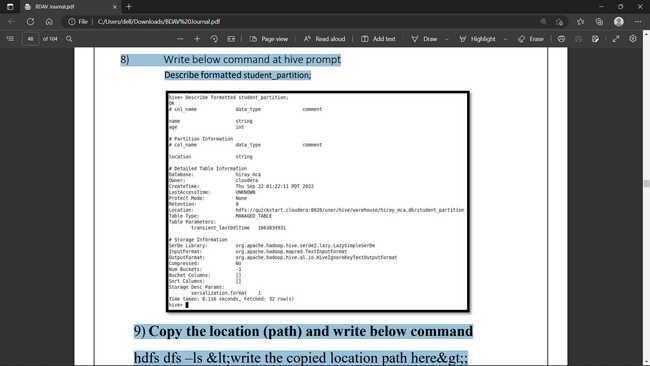 BDAV Journal.pdf
File | C:/Users/dell/Downloads/BDAV%20Journal.pdf
48 of 104 Page view Read aloud Add text Draw Highlight Erase
8) Write below command at hive prompt
Describe formatted student_partition;
hive> Describe formatted student_partition;
OK
# col_name data_type comment
name string
age int
# Partition Information
# col_name data_type comment
location string
# Detailed Table Information
Database: hiray_mca
Owner: cloudera
CreateTime: Thu Sep 22 01:22:11 PDT 2022
LastAccessTime: UNKNOWN
Protect Mode: None
Retention: 0
Location: hdfs://quickstart.cloudera:8020/user/hive/warehouse/hiray_mca.db/student_partition
Table Type: MANAGED_TABLE
Table Parameters:
transient_lastDdlTime 1663834931
# Storage Information
SerDe Library: org.apache.hadoop.hive.serde2.lazy.LazySimpleSerDe
InputFormat: org.apache.hadoop.mapred.TextInputFormat
OutputFormat: org.apache.hadoop.hive.ql.io.HiveIgnoreKeyTextOutputFormat
Compressed: No
Num Buckets: -1
Bucket Columns: []
Sort Columns: []
Storage Desc Params:
serialization.format 1
Time taken: 0.116 seconds, Fetched: 32 row(s)
hive>
9) Copy the location (path) and write below command
hdfs dfs –ls &lt;write the copied location path here&gt;;